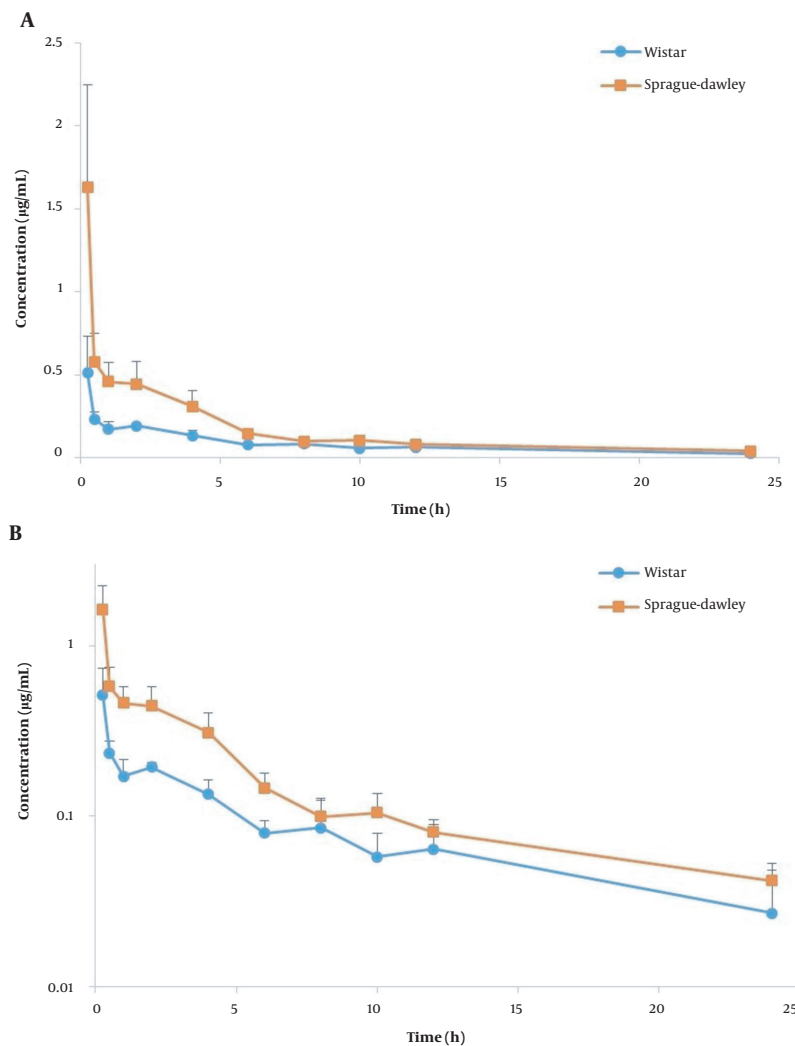 A
2.5
Wistar
Sprague-dawley
2
1.5
1
0.5
0
Concentration (µg/mL)
0 5 10 15 20 25
Time (h)
B
Wistar
Sprague-dawley
1
0.1
0.01
Concentration (µg/mL)
0 5 10 15 20 25
Time (h)